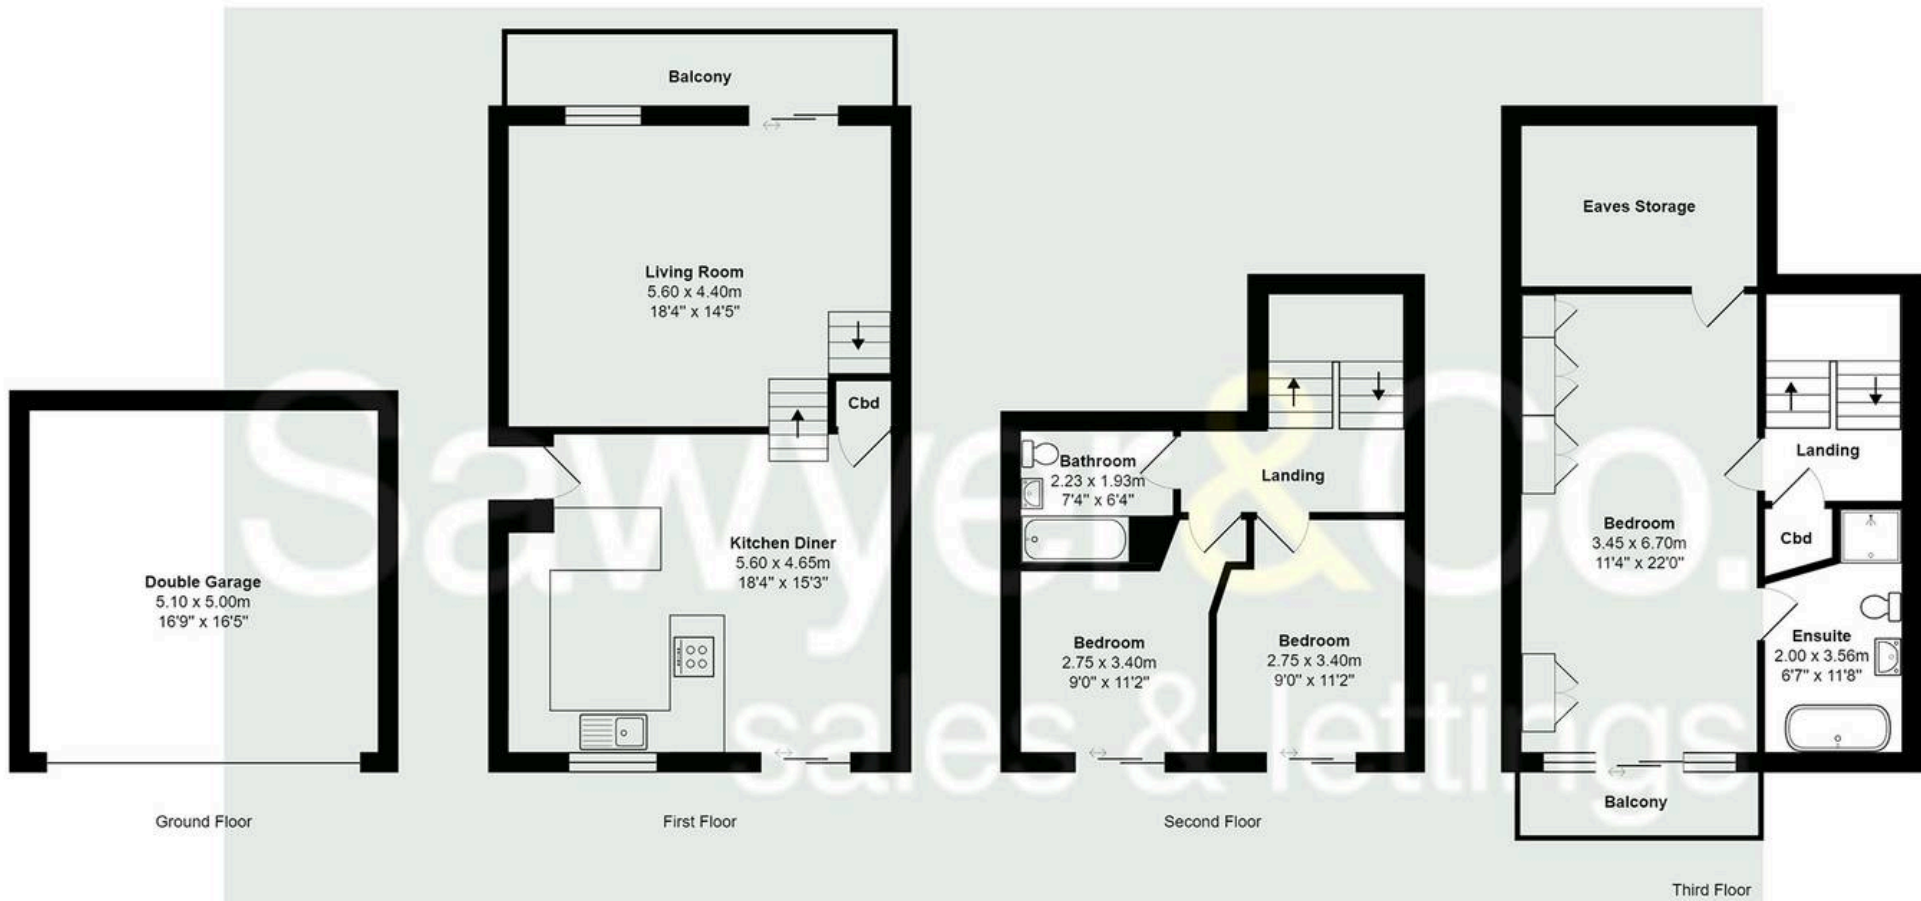 Balcony
Living Room
5.60 x 4.40m
18'4" x 14'5"
Cbd
Kitchen Diner
5.60 x 4.65m
18'4" x 15'3"
First Floor
Double Garage
5.10 x 5.00m
16'9" x 16'5"
Ground Floor
Bathroom
2.23 x 1.93m
7'4" x 6'4"
Landing
Bedroom
2.75 x 3.40m
9'0" x 11'2"
Bedroom
2.75 x 3.40m
9'0" x 11'2"
Second Floor
Eaves Storage
Landing
Bedroom
3.45 x 6.70m
11'4" x 22'0"
Cbd
Ensuite
2.00 x 3.56m
6'7" x 11'8"
Balcony
Third Floor
Sawyer&Co.
sales & lettings